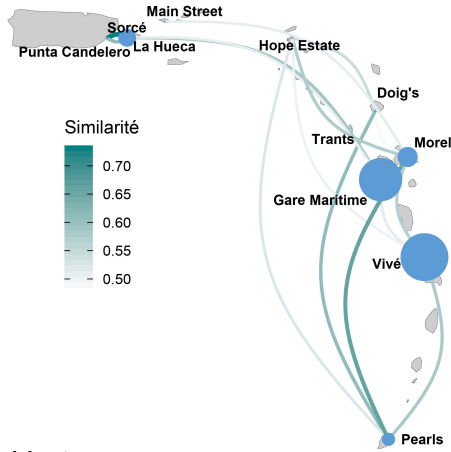 Main Street
Sorcé
La Hueca
Punta Candelero
Hope Estate
Doig's
Similarité
Trants
Morel
0.70
0.65
0.60
0.55
0.50
Gare Maritime
Vivé
Pearls